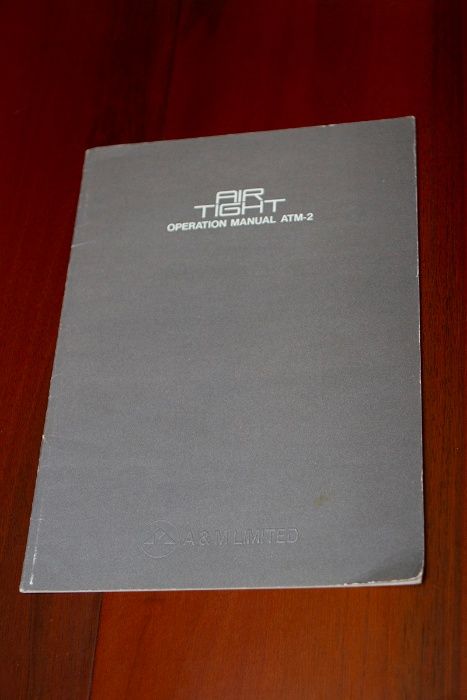 AIR
TIGHT
OPERATION MANUAL ATM-2
A & M LIMITED